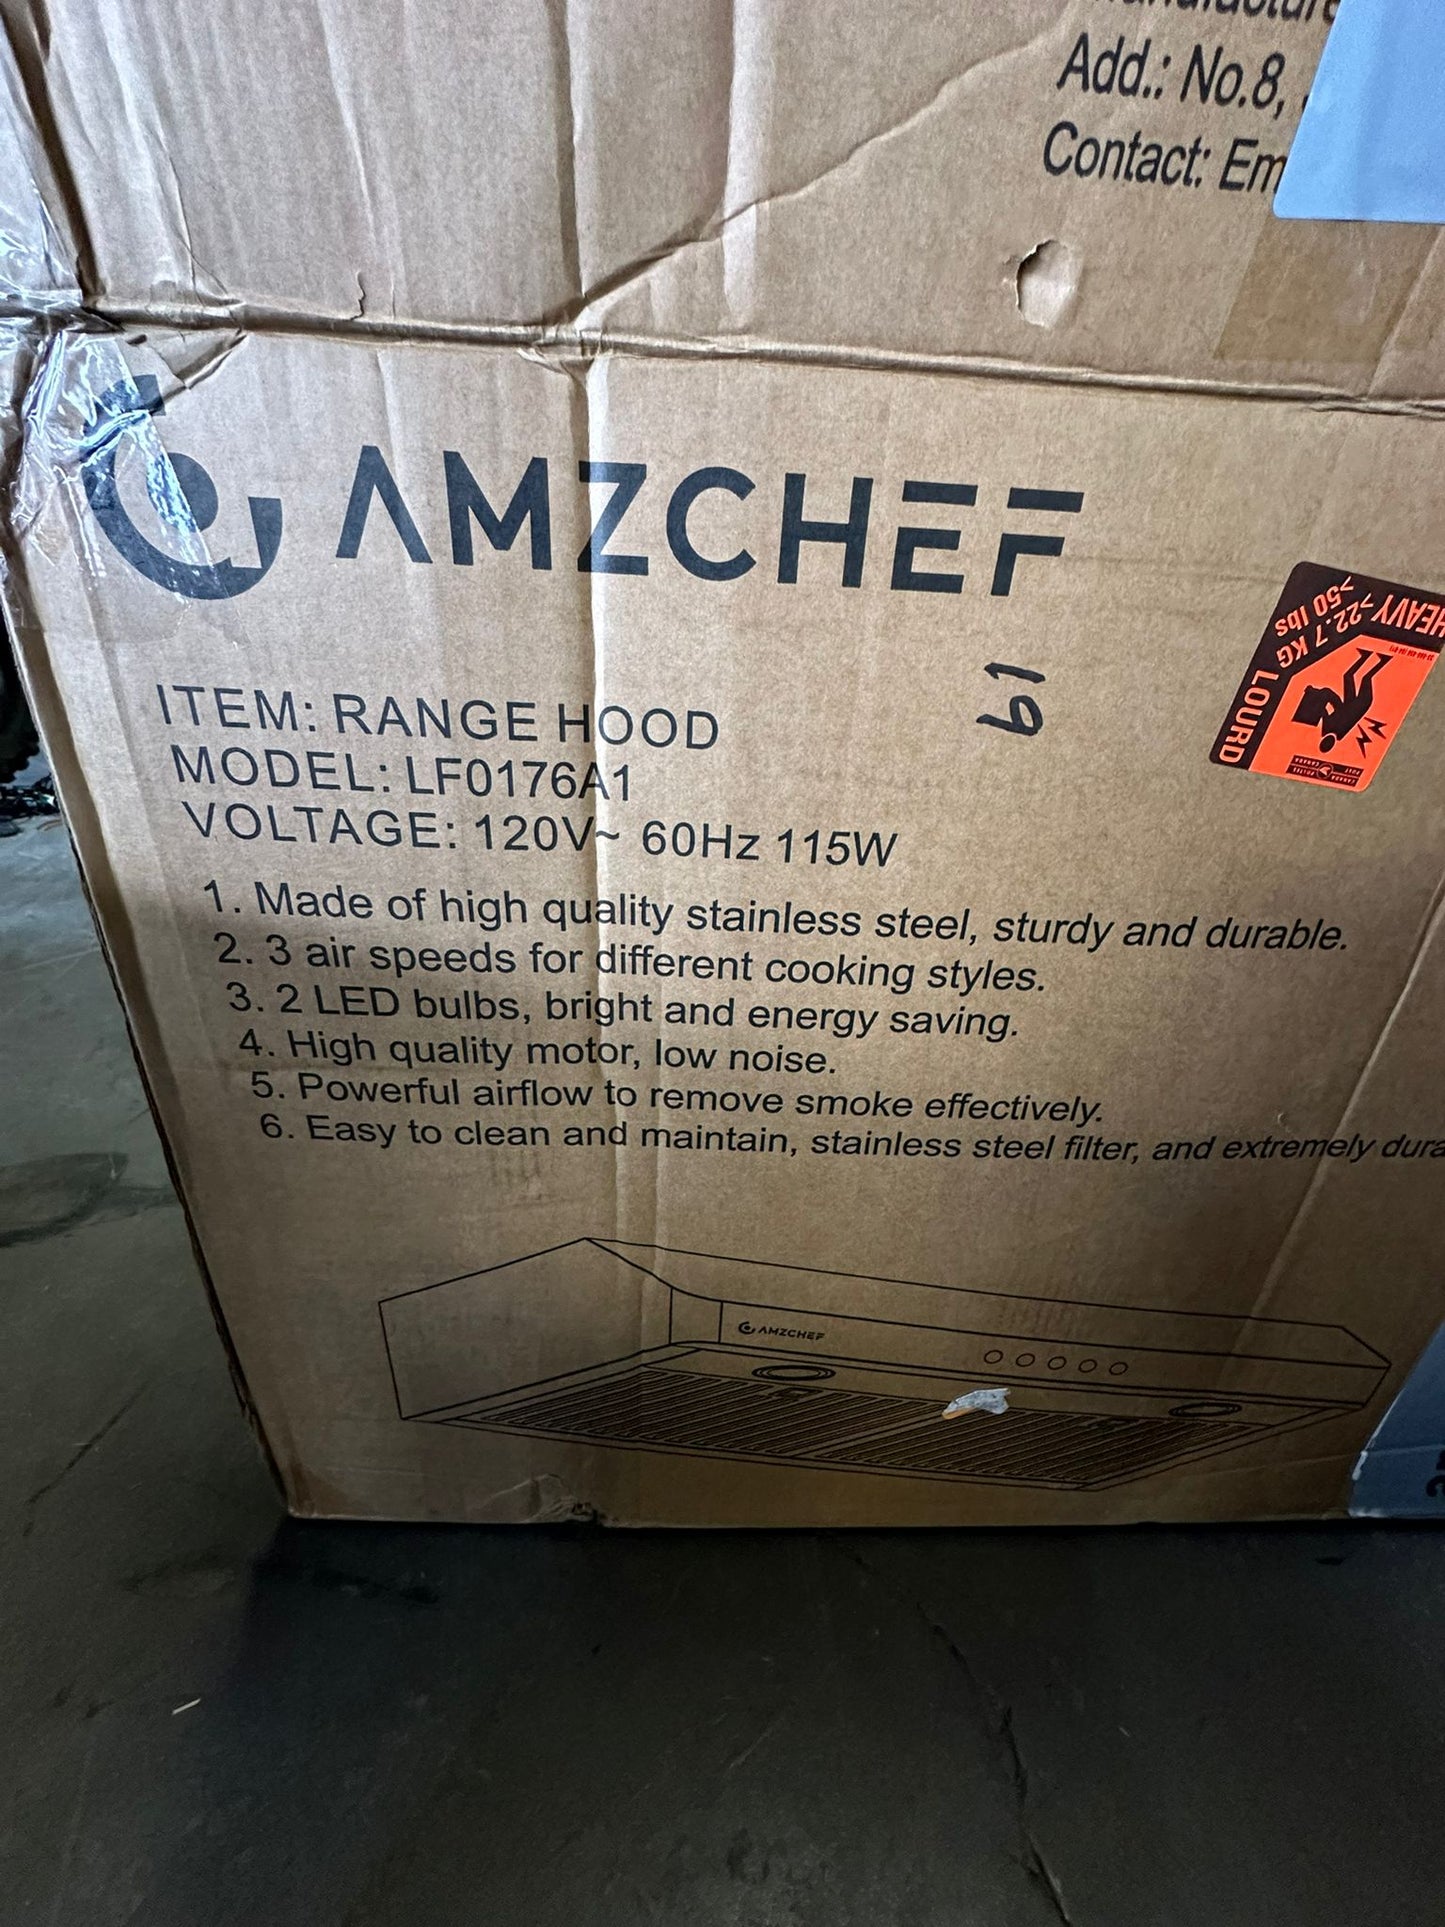 Add.: No.8,
Contact:
AMZCHEF
61
HEAVY >22.7 KG LOURD
>50 lbs
ITEM: RANGE HOOD
MODEL: LF0176A1
VOLTAGE: 120V~ 60Hz 115W
1. Made of high quality stainless steel, sturdy and durable.
2. 3 air speeds for different cooking styles.
3. 2 LED bulbs, bright and energy saving.
4. High quality motor, low noise.
5. Powerful airflow to remove smoke effectively.
6. Easy to clean and maintain, stainless steel filter, and extremely
AMZCHEF